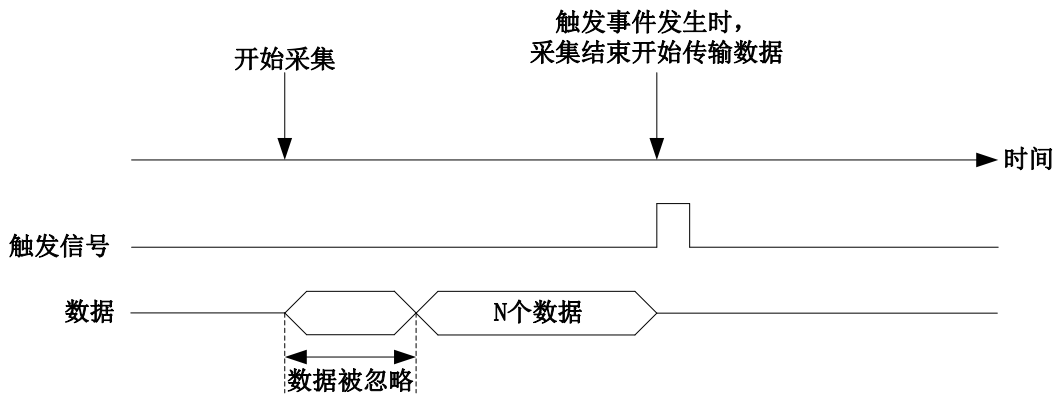 触发事件发生时，
采集结束开始传输数据
开始采集
时间
触发信号
数据
N个数据
数据被忽略